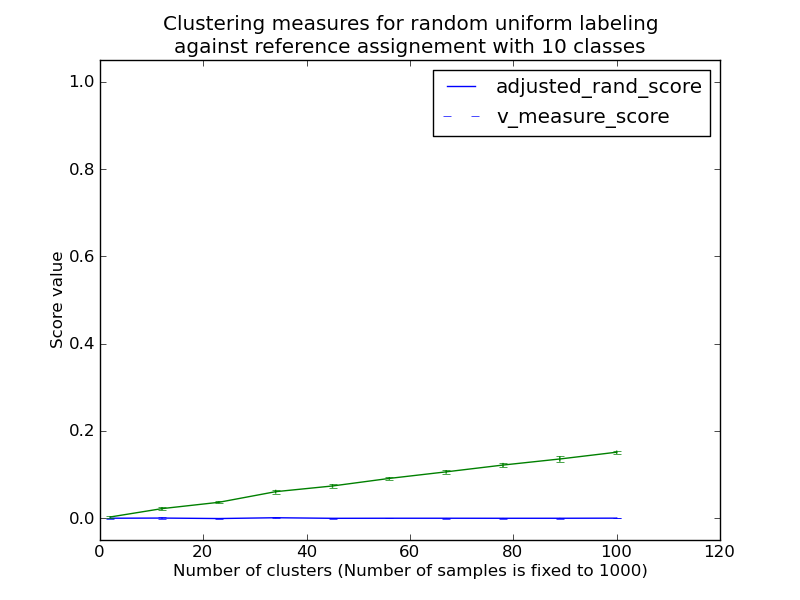 Clustering measures for random uniform labeling
against reference assignement with 10 classes
adjusted_rand_score
v_measure_score
1.0
0.8
0.6
0.4
0.2
0.0
Score value
0 20 40 60 80 100 120
Number of clusters (Number of samples is fixed to 1000)